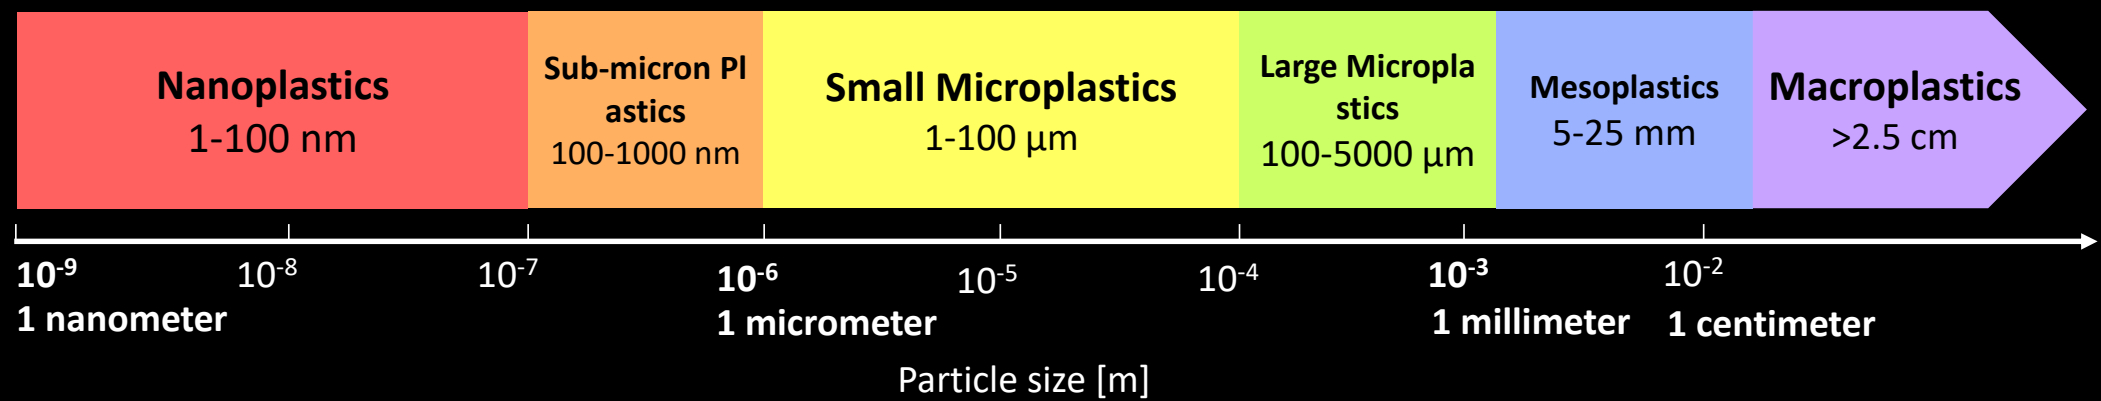 Nanoplastics
1-100 nm
Sub-micron Pl
astics
100-1000 nm
Small Microplastics
1-100 µm
Large Micropla
stics
100-5000 µm
Mesoplastics
5-25 mm
Macroplastics
>2.5 cm
10⁻⁹
10⁻⁸
10⁻⁷
10⁻⁶
10⁻⁵
10⁻⁴
10⁻³
10⁻²
1 nanometer
1 micrometer
1 millimeter
1 centimeter
Particle size [m]